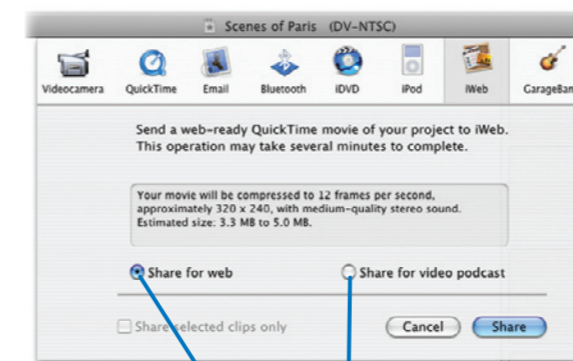 Scenes of Paris (DV-NTSC)
Videocamera QuickTime Email Bluetooth iDVD iPod iWeb GarageBan
Send a web-ready QuickTime movie of your project to iWeb.
This operation may take several minutes to complete.
Your movie will be compressed to 12 frames per second,
approximately 320 x 240, with medium-quality stereo sound.
Estimated size: 3.3 MB to 5.0 MB.
Share for web Share for video podcast
Share selected clips only Cancel Share